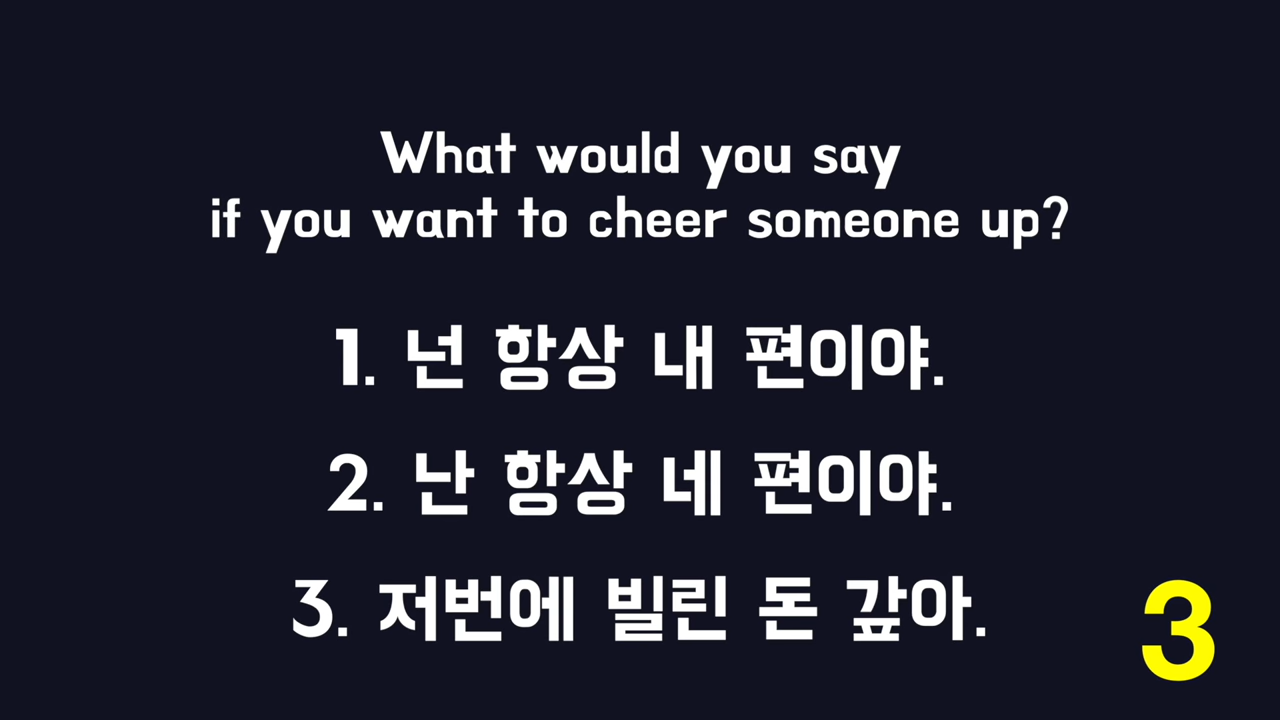 What would you say
if you want to cheer someone up?
1. 넌 항상 내 편이야.
2. 난 항상 네 편이야.
3. 저번에 빌린 돈 갚아.
3